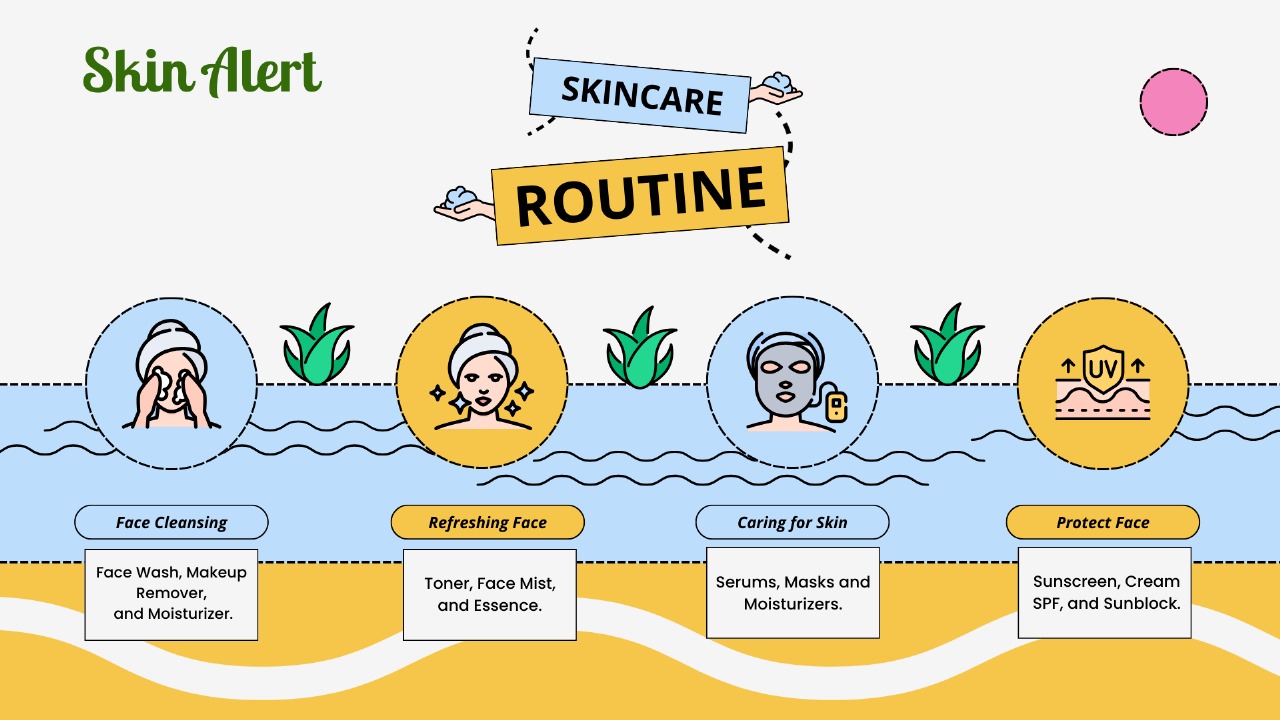 Skin Alert
SKINCARE
ROUTINE
UV
Face Cleansing
Face Wash, Makeup
Remover,
and Moisturizer.
Refreshing Face
Toner, Face Mist,
and Essence.
Caring for Skin
Serums, Masks and
Moisturizers.
Protect Face
Sunscreen, Cream
SPF, and Sunblock.